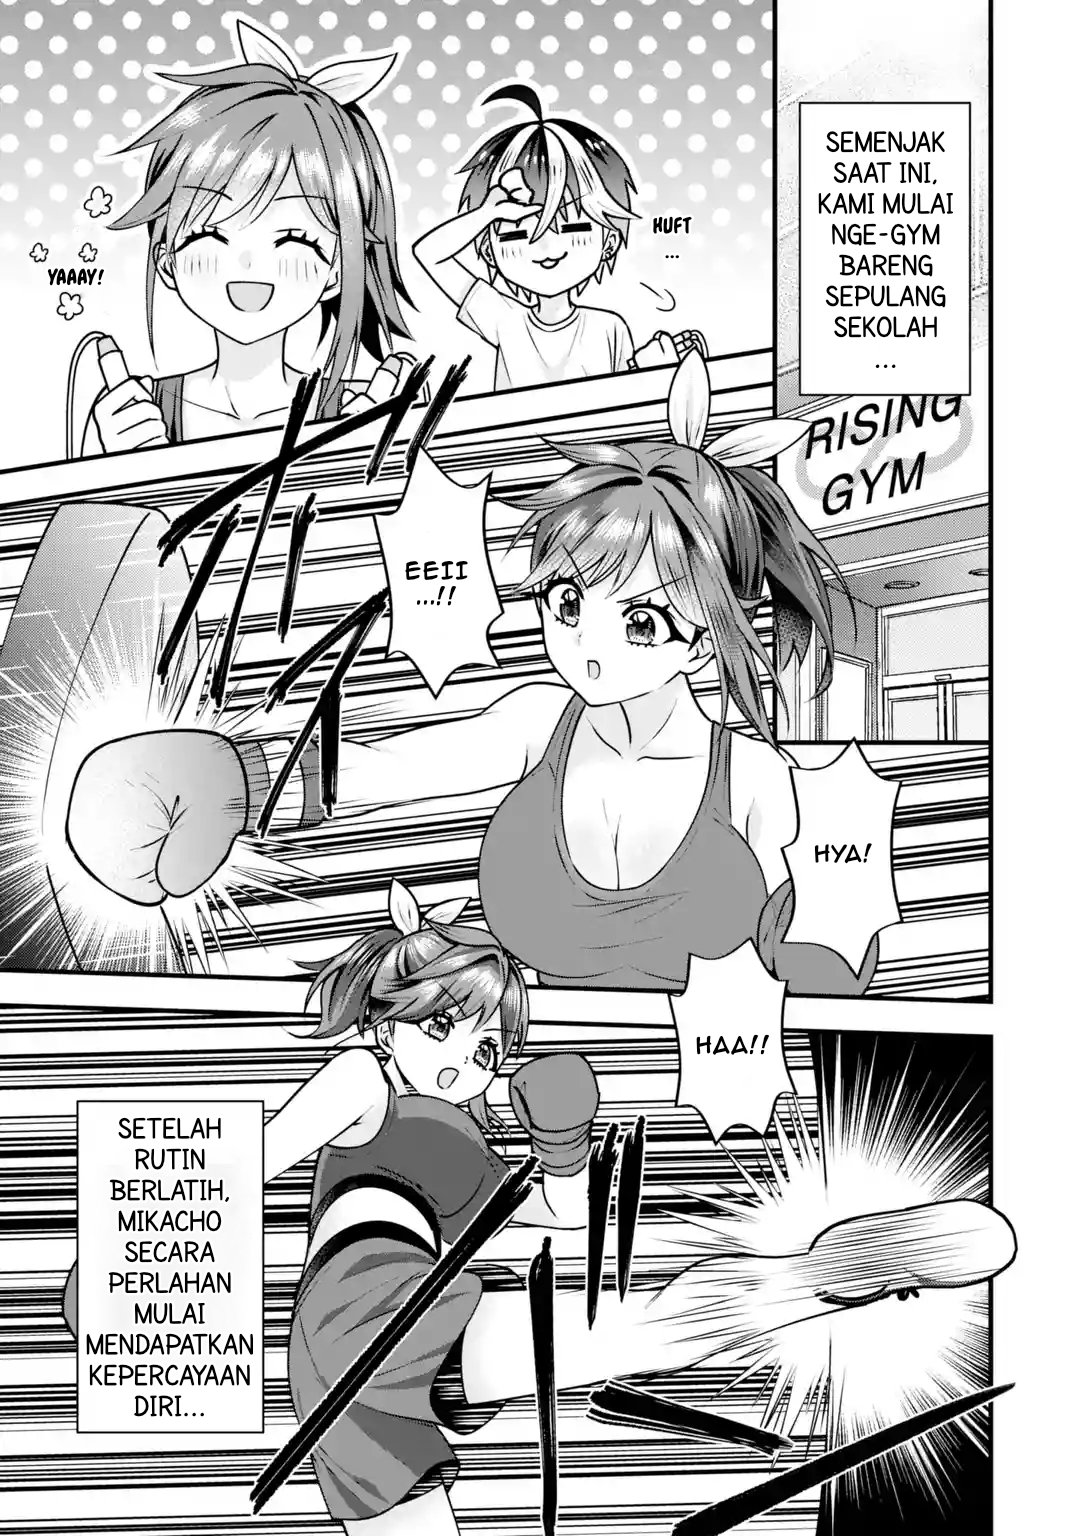 SEMENJAK
SAAT INI,
KAMI MULAI
NGE-GYM
BARENG
SEPULANG
SEKOLAH
...
RISING
GYM
HUFT
...
YAAAY!
EEII
...!!
HYA!
HAA!!
SETELAH
RUTIN
BERLATIH,
MIKACHO
SECARA
PERLAHAN
MULAI
MENDAPATKAN
KEPERCAYAAN
DIRI...